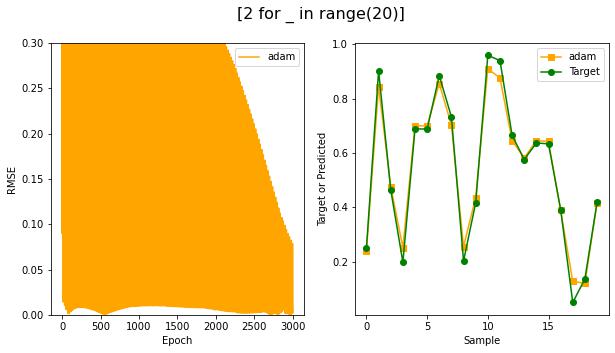 [2 for _ in range(20)]
0.30
0.25
0.20
0.15
0.10
0.05
0.00
RMSE
0 500 1000 1500 2000 2500 3000
Epoch
adam
1.0
0.8
0.6
0.4
0.2
Target or Predicted
0 5 10 15
Sample
adam
Target